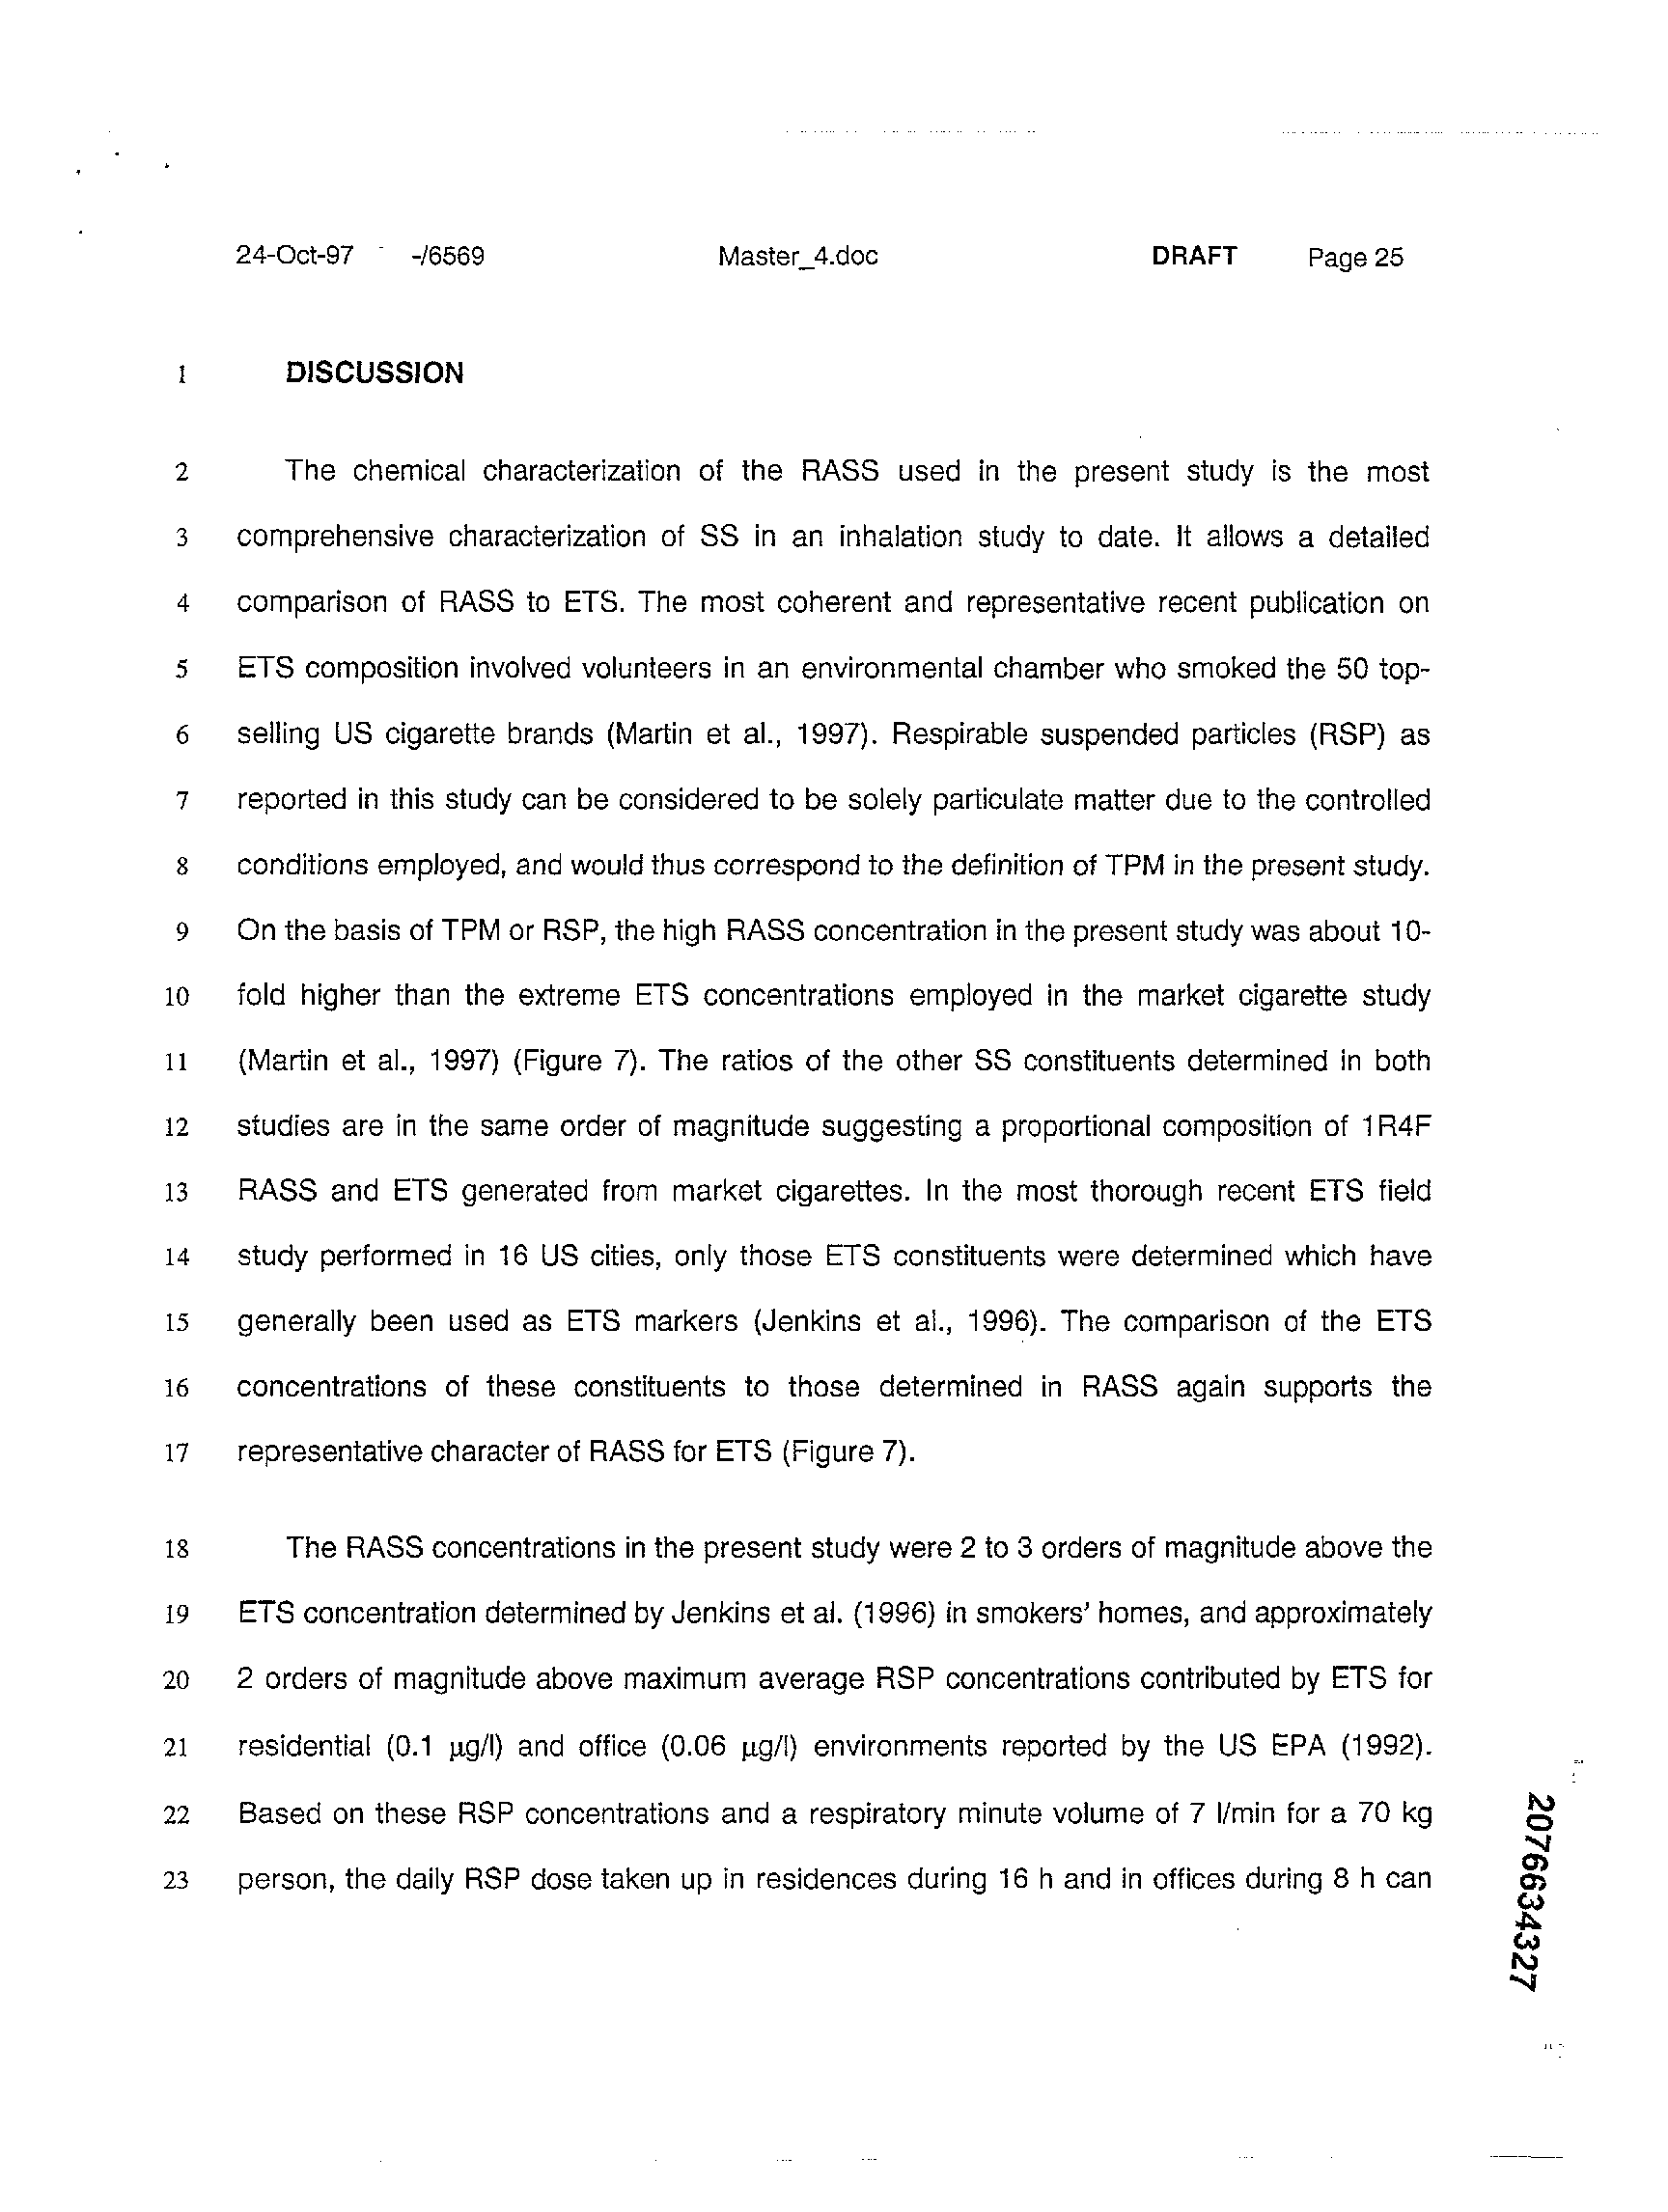 24-Oct-97 -/6569 Master_4.doc DRAFT Page 25
1 DISCUSSION
2 The chemical characterization of the RASS used in the present study is the most
3 comprehensive characterization of SS in an inhalation study to date. It allows a detailed
4 comparison of RASS to ETS. The most coherent and representative recent publication on
5 ETS composition involved volunteers in an environmental chamber who smoked the 50 top-
6 selling US cigarette brands (Martin et al., 1997). Respirable suspended particles (RSP) as
7 reported in this study can be considered to be solely particulate matter due to the controlled
8 conditions employed, and would thus correspond to the definition of TPM in the present study.
9 On the basis of TPM or RSP, the high RASS concentration in the present study was about 10-
10 fold higher than the extreme ETS concentrations employed in the market cigarette study
11 (Martin et al., 1997) (Figure 7). The ratios of the other SS constituents determined in both
12 studies are in the same order of magnitude suggesting a proportional composition of 1R4F
13 RASS and ETS generated from market cigarettes. In the most thorough recent ETS field
14 study performed in 16 US cities, only those ETS constituents were determined which have
15 generally been used as ETS markers (Jenkins et al., 1996). The comparison of the ETS
16 concentrations of these constituents to those determined in RASS again supports the
17 representative character of RASS for ETS (Figure 7).
18 The RASS concentrations in the present study were 2 to 3 orders of magnitude above the
19 ETS concentration determined by Jenkins et al. (1996) in smokers' homes, and approximately
20 2 orders of magnitude above maximum average RSP concentrations contributed by ETS for
21 residential (0.1 µg/l) and office (0.06 µg/l) environments reported by the US EPA (1992).
22 Based on these RSP concentrations and a respiratory minute volume of 7 l/min for a 70 kg
23 person, the daily RSP dose taken up in residences during 16 h and in offices during 8 h can
2076634327